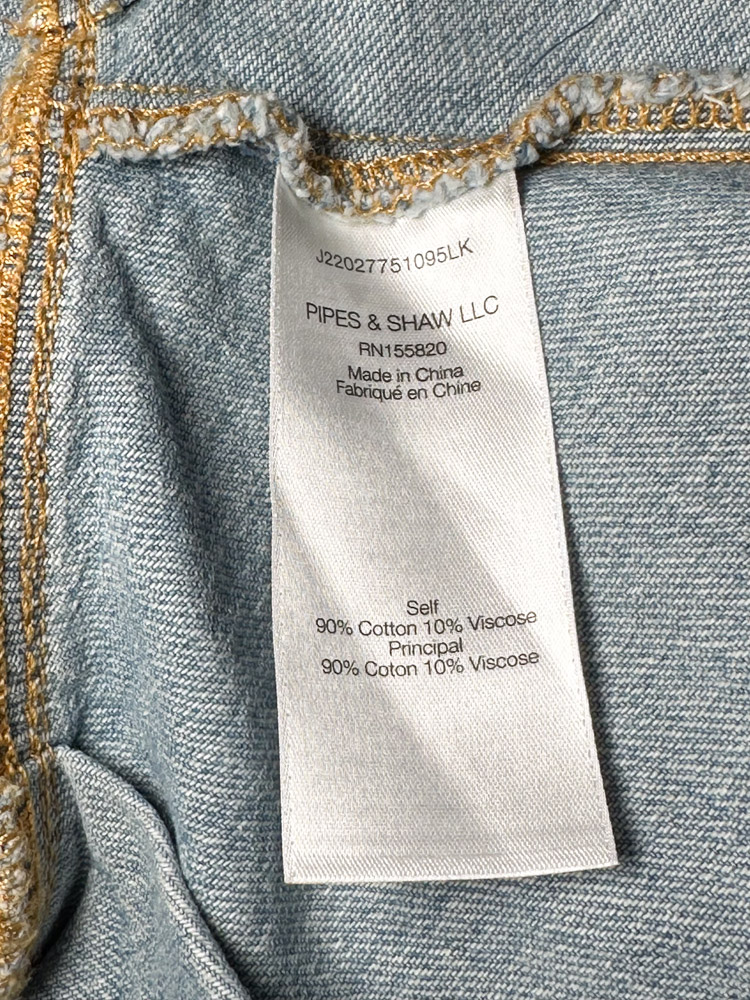 J22027751095LK
PIPES & SHAW LLC
RN155820
Made in China
Fabriqué en Chine
Self
90% Cotton 10% Viscose
Principal
90% Coton 10% Viscose